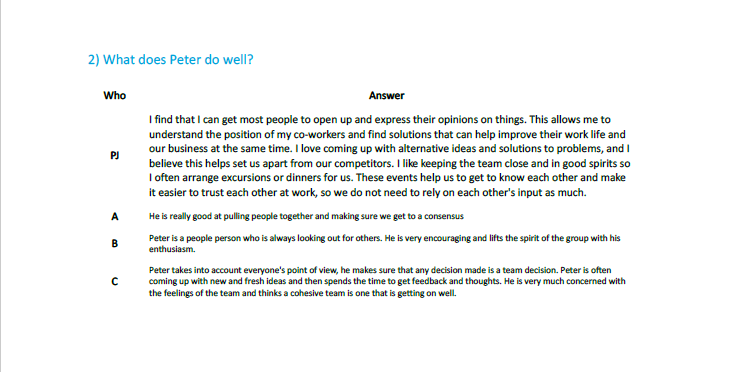 2) What does Peter do well?
Who Answer
I find that I can get most people to open up and express their opinions on things. This allows me to
understand the position of my co-workers and find solutions that can help improve their work life and
our business at the same time. I love coming up with alternative ideas and solutions to problems, and I
PJ
believe this helps set us apart from our competitors. I like keeping the team close and in good spirits so
I often arrange excursions or dinners for us. These events help us to get to know each other and make
it easier to trust each other at work, so we do not need to rely on each other's input as much.
A He is really good at pulling people together and making sure we get to a consensus
B Peter is a people person who is always looking out for others. He is very encouraging and lifts the spirit of the group with his
enthusiasm.
Peter takes into account everyone's point of view, he makes sure that any decision made is a team decision. Peter is often
C coming up with new and fresh ideas and then spends the time to get feedback and thoughts. He is very much concerned with
the feelings of the team and thinks a cohesive team is one that is getting on well.